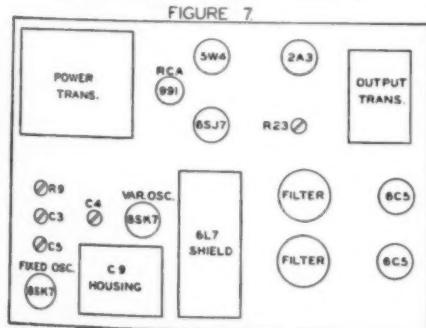 FIGURE 7.
POWER
TRANS.
RCA
991
5W4
2A3
OUTPUT
TRANS.
6SJ7
R23
R9
C3
C5
C4
VAR. OSC.
6SK7
6L7
SHIELD
FILTER
6C5
FILTER
6C5
FIXED OSC.
6SK7
C9
HOUSING